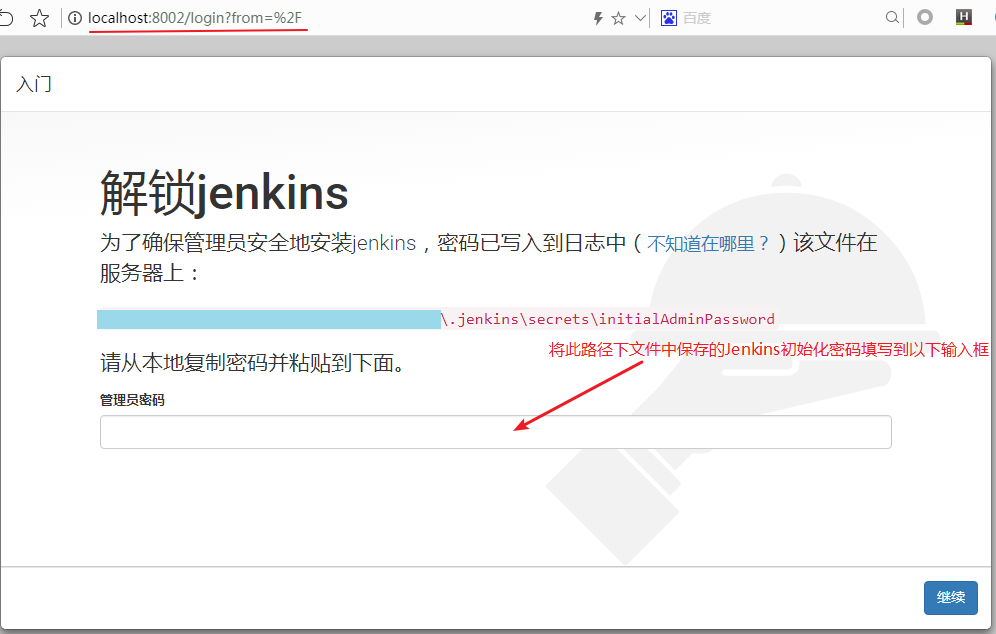 localhost:8002/login?from=%2F
百度
H
入门
解锁jenkins
为了确保管理员安全地安装jenkins，密码已写入到日志中（不知道在哪里？）该文件在
服务器上：
\.jenkins\secrets\initialAdminPassword
将此路径下文件中保存的Jenkins初始化密码填写到以下输入框
请从本地复制密码并粘贴到下面。
管理员密码
继续